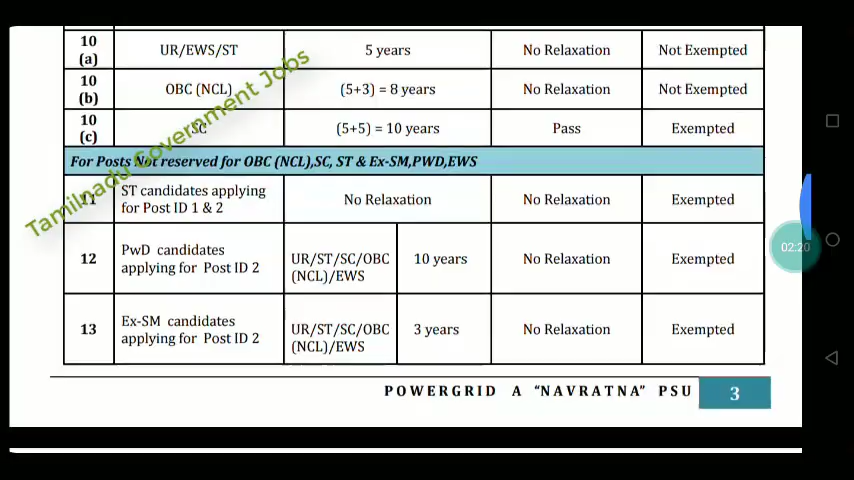 10 (a) UR/EWS/ST 5 years No Relaxation Not Exempted
10 (b) OBC (NCL) (5+3) = 8 years No Relaxation Not Exempted
10 (c) SC (5+5) = 10 years Pass Exempted
For Posts Not reserved for OBC (NCL),SC, ST & Ex-SM,PWD,EWS
11 ST candidates applying for Post ID 1 & 2 No Relaxation No Relaxation Exempted
12 PwD candidates applying for Post ID 2 UR/ST/SC/OBC (NCL)/EWS 10 years No Relaxation Exempted
13 Ex-SM candidates applying for Post ID 2 UR/ST/SC/OBC (NCL)/EWS 3 years No Relaxation Exempted
POWERGRID A “NAVRATNA” PSU 3
Tamilnadu Government Jobs
02:20